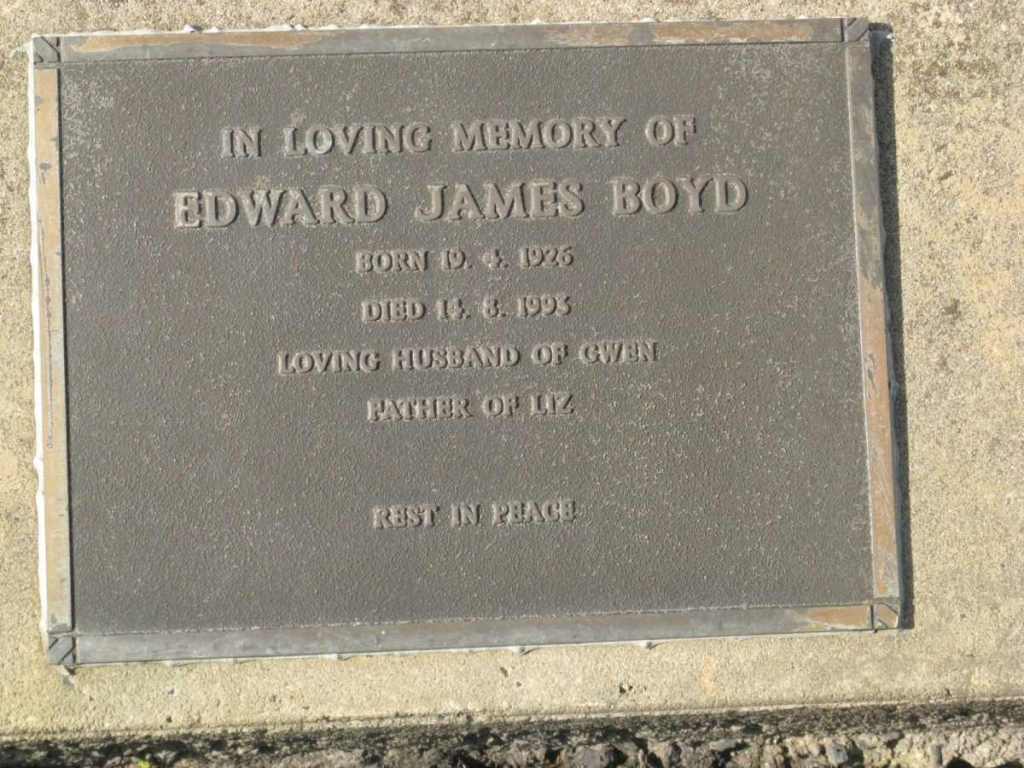 IN LOVING MEMORY OF
EDWARD JAMES BOYD
BORN 19. 4. 1926
DIED 14. 8. 1995
LOVING HUSBAND OF GWEN
FATHER OF LIZ
REST IN PEACE